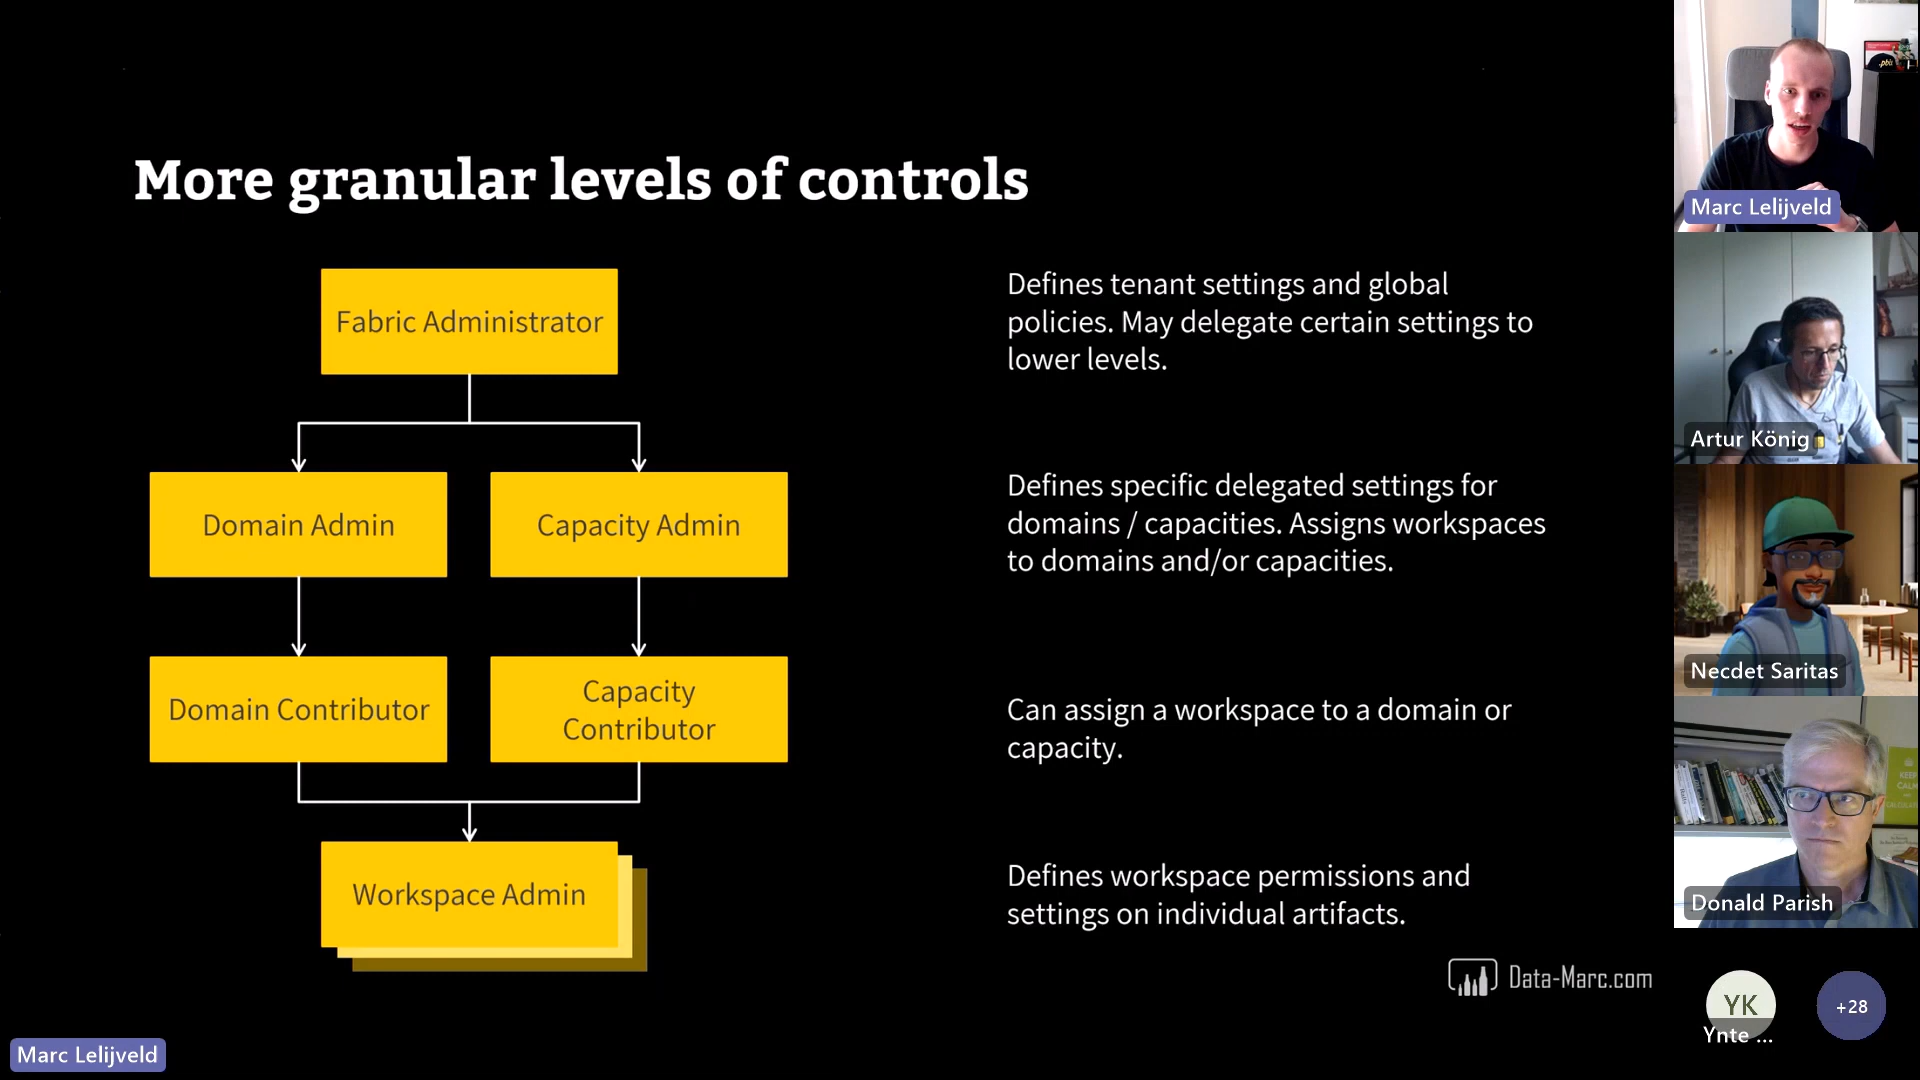 More granular levels of controls
Fabric Administrator
Defines tenant settings and global
policies. May delegate certain settings to
lower levels.
Domain Admin
Capacity Admin
Defines specific delegated settings for
domains / capacities. Assigns workspaces
to domains and/or capacities.
Domain Contributor
Capacity
Contributor
Can assign a workspace to a domain or
capacity.
Workspace Admin
Defines workspace permissions and
settings on individual artifacts.
Data-Marc.com
Marc Lelijveld
Marc Lelijveld
Artur König
Necdet Saritas
KEEP
CALM
Donald Parish
YK
Ynte ...
+28